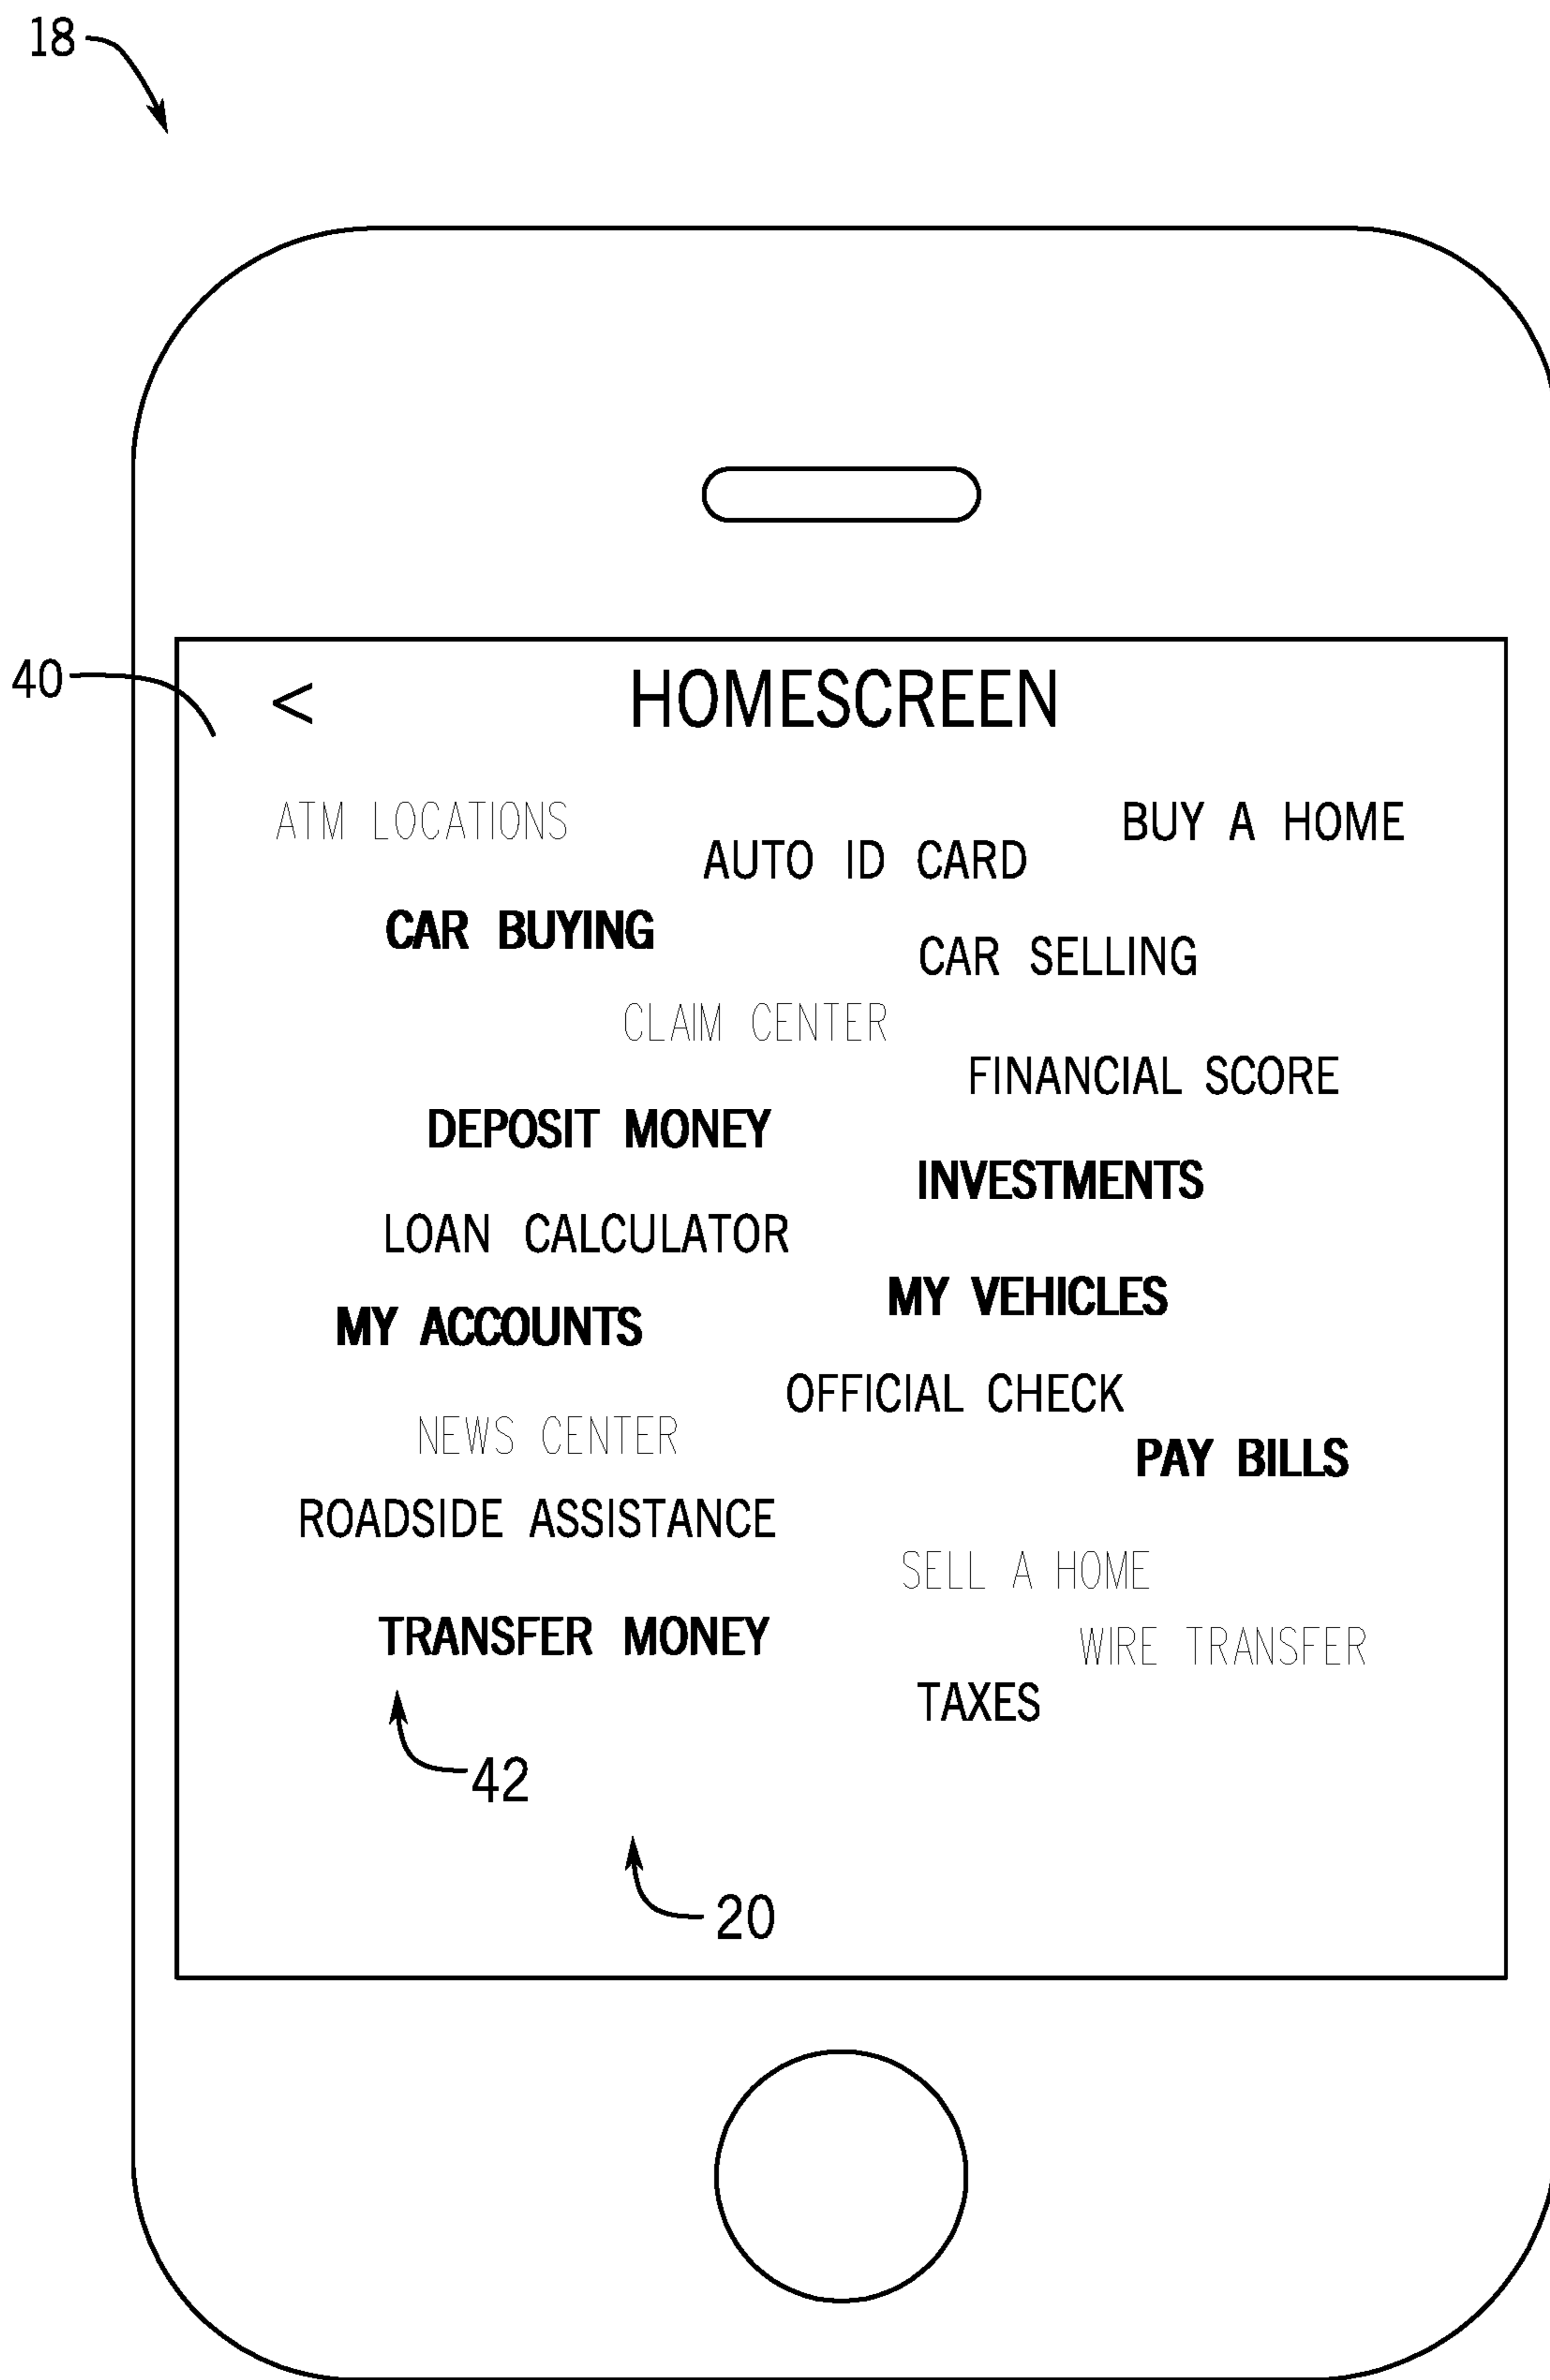 18
40
< HOMESCREEN
ATM LOCATIONS
BUY A HOME
AUTO ID CARD
CAR BUYING
CAR SELLING
CLAIM CENTER
FINANCIAL SCORE
DEPOSIT MONEY
INVESTMENTS
LOAN CALCULATOR
MY VEHICLES
MY ACCOUNTS
OFFICIAL CHECK
NEWS CENTER
PAY BILLS
ROADSIDE ASSISTANCE
SELL A HOME
TRANSFER MONEY
WIRE TRANSFER
TAXES
42
20